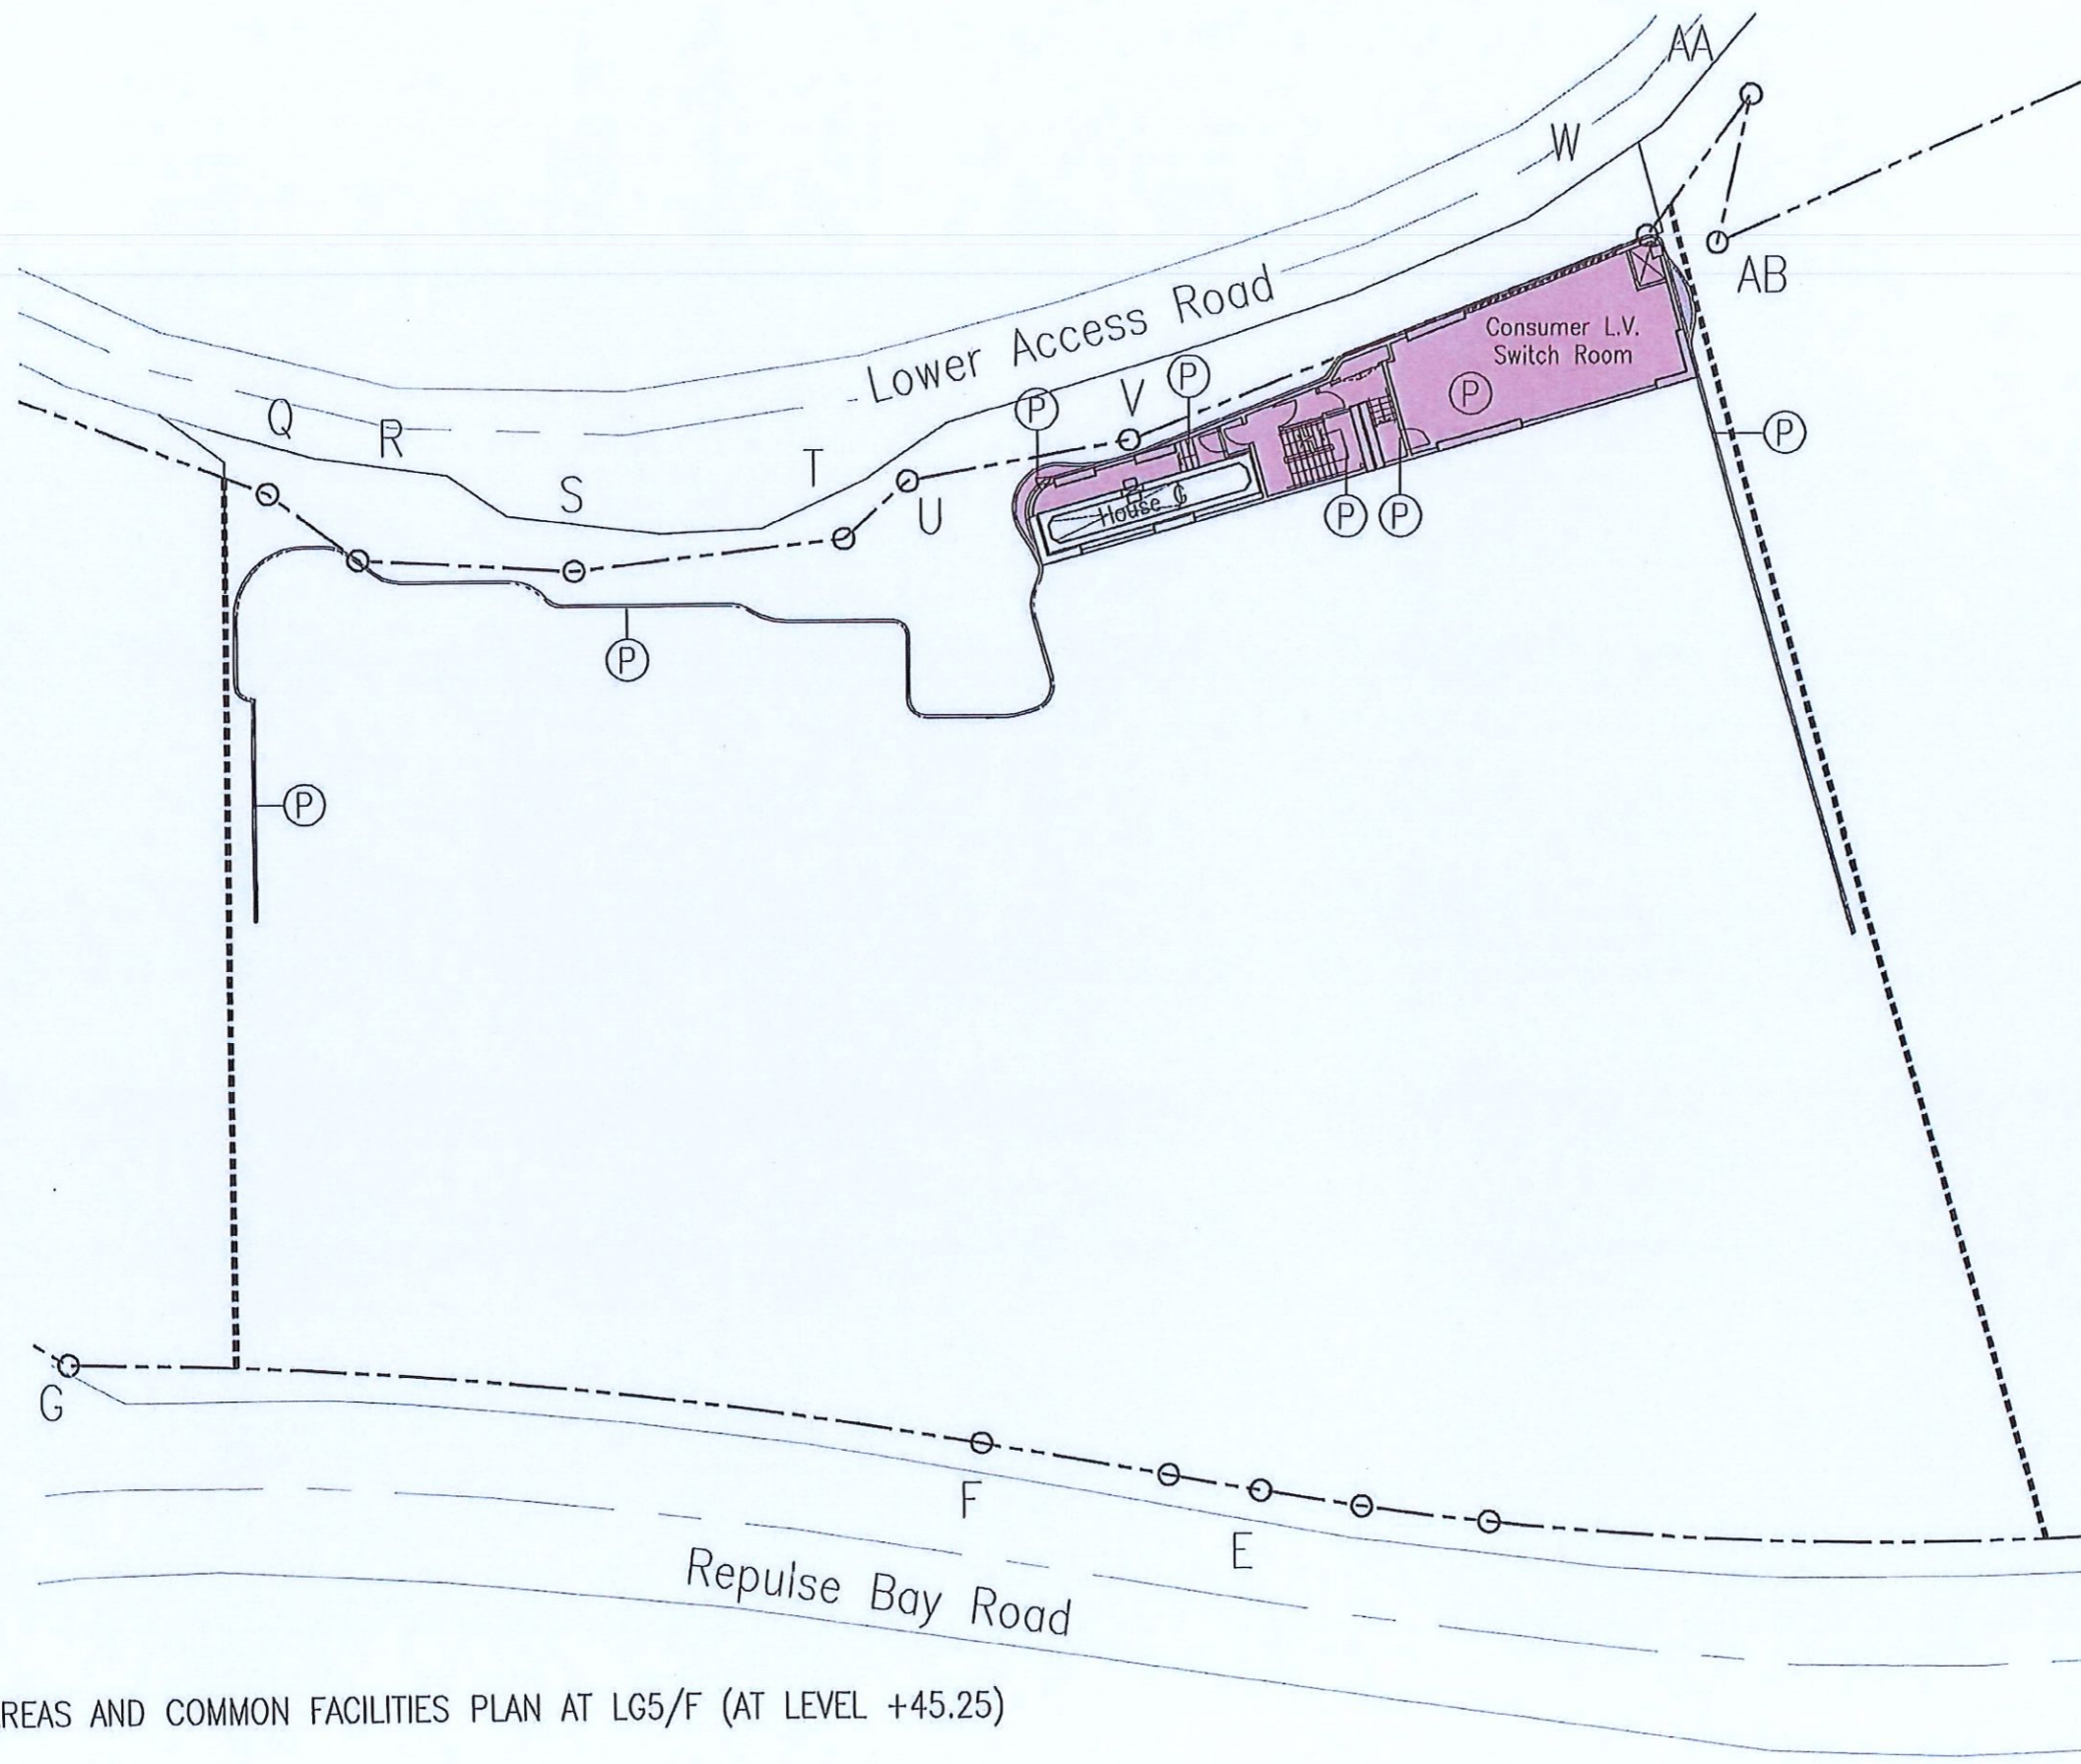 AA
W
AB
Lower Access Road
Consumer L.V.
Switch Room
V
P
P
P
Q
R
P
T
S
U
House C
P
P
P
P
G
F
E
Repulse Bay Road
REAS AND COMMON FACILITIES PLAN AT LG5/F (AT LEVEL +45.25)